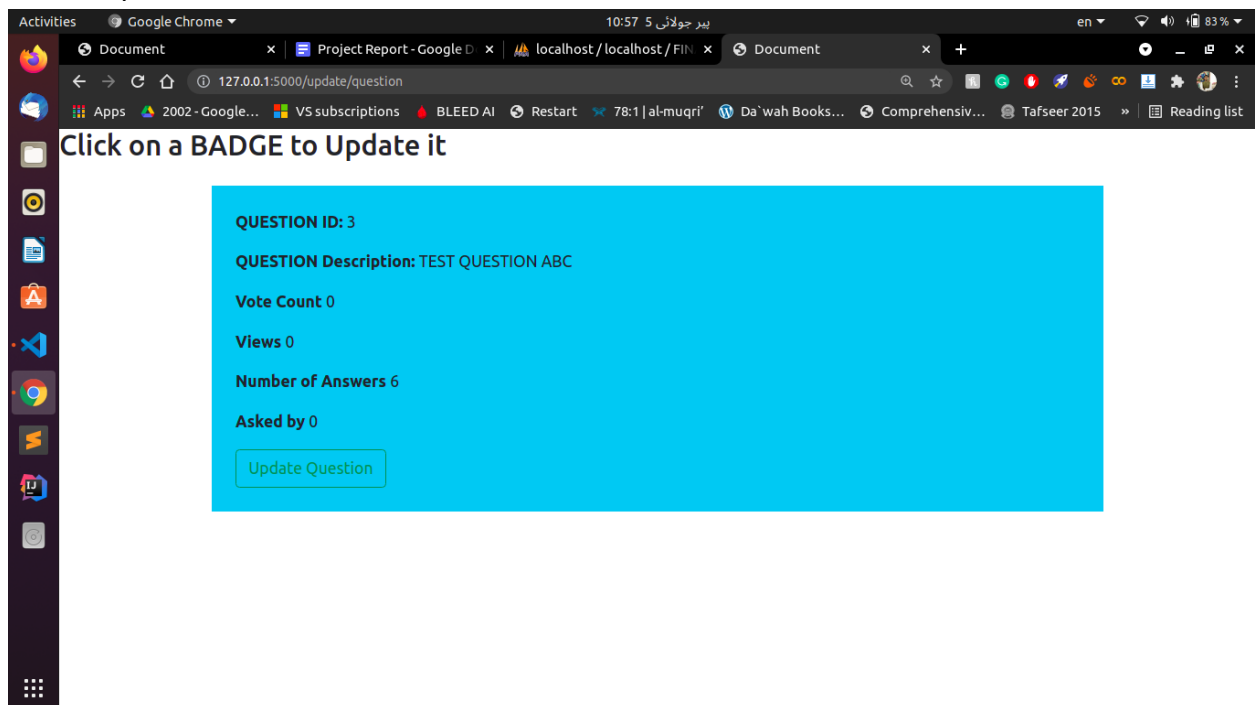 Activities Google Chrome ▾ پیر جولائی 5 10:57 en ▾ 83 % ▾
Document × Project Report - Google D × localhost / localhost / FIN × Document × +
127.0.0.1:5000/update/question
Apps 2002 - Google... VS subscriptions BLEED AI Restart 78:1 | al-muqri’ Da`wah Books... Comprehensiv... Tafseer 2015 » Reading list
Click on a BADGE to Update it
QUESTION ID: 3
QUESTION Description: TEST QUESTION ABC
Vote Count 0
Views 0
Number of Answers 6
Asked by 0
Update Question